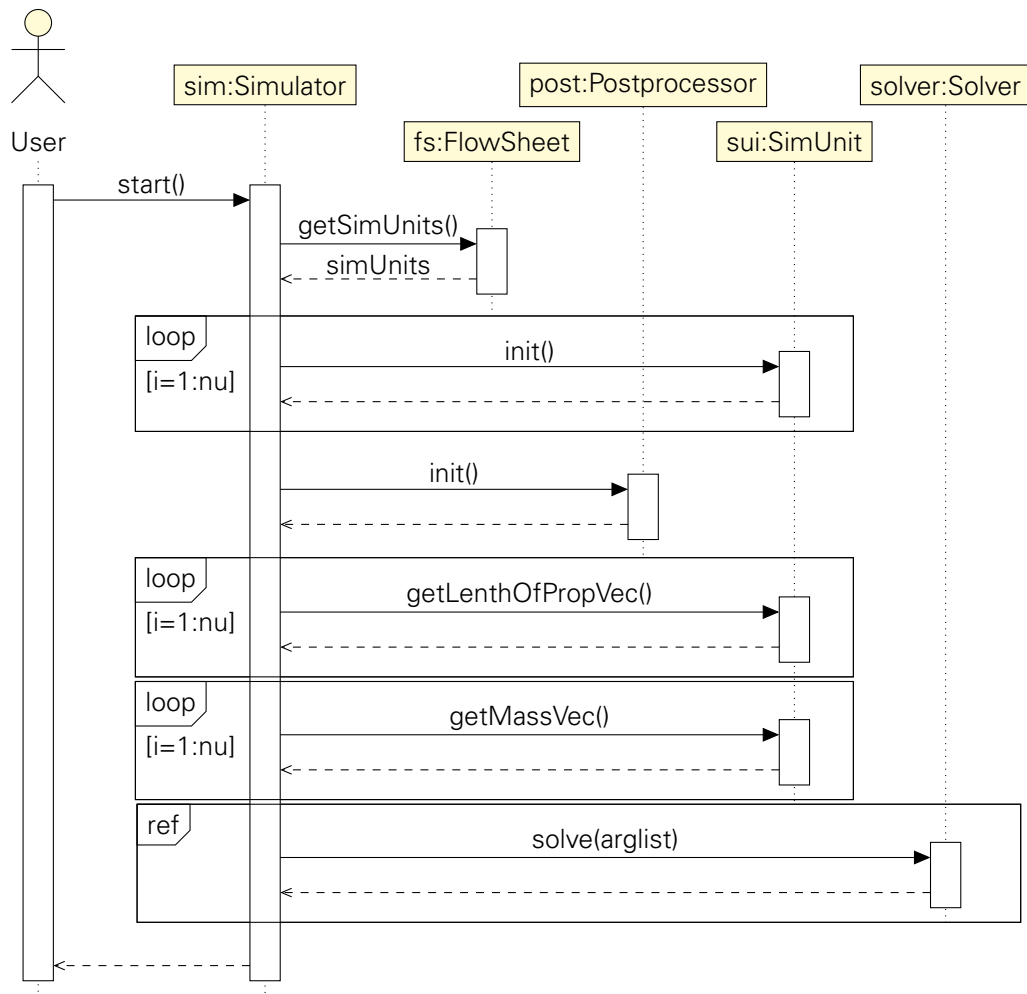 User
sim:Simulator
post:Postprocessor
solver:Solver
fs:FlowSheet
sui:SimUnit
start()
getSimUnits()
simUnits
loop
init()
[i=1:nu]
init()
loop
getLenthOfPropVec()
[i=1:nu]
loop
getMassVec()
[i=1:nu]
ref
solve(arglist)